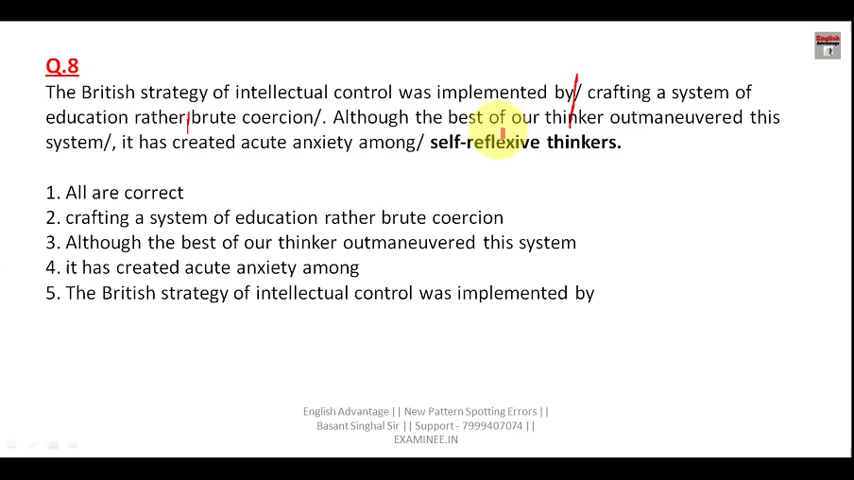 English
Advantage
Q.8
The British strategy of intellectual control was implemented by/ crafting a system of
education rather brute coercion/. Although the best of our thinker outmaneuvered this
system/, it has created acute anxiety among/ self-reflexive thinkers.
1. All are correct
2. crafting a system of education rather brute coercion
3. Although the best of our thinker outmaneuvered this system
4. it has created acute anxiety among
5. The British strategy of intellectual control was implemented by
English Advantage || New Pattern Spotting Errors ||
Basant Singhal Sir || Support - 7999407074 ||
EXAMINEE.IN